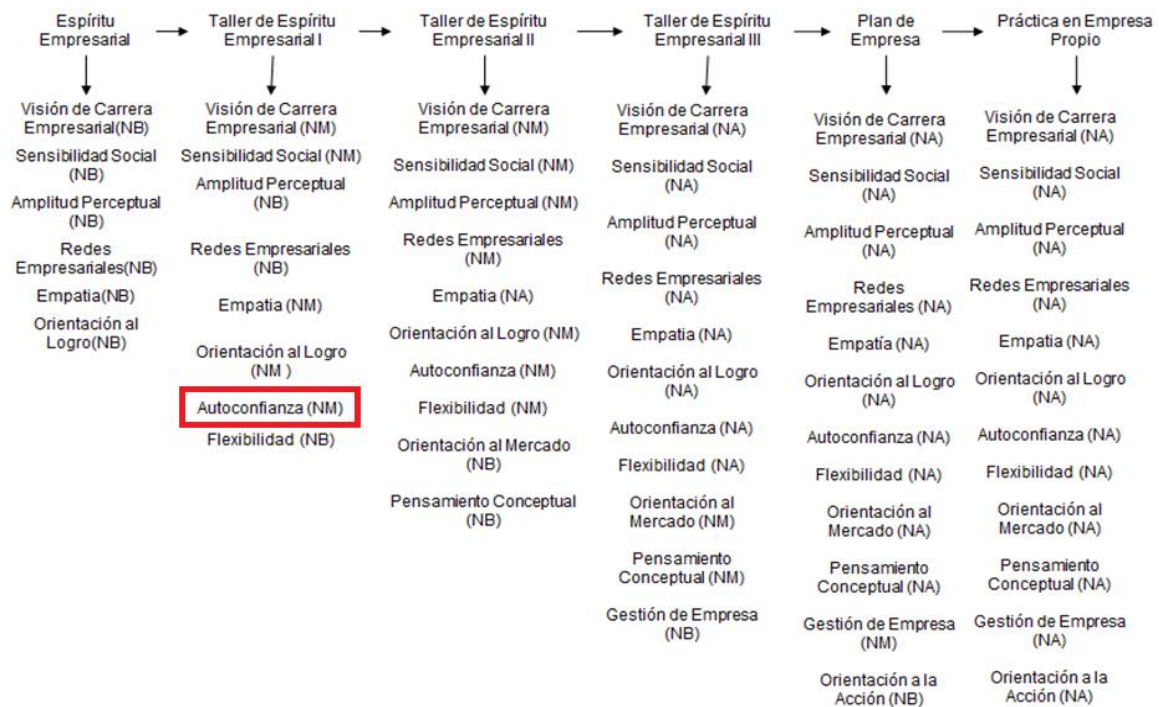 Espíritu
Empresarial
Taller de Espíritu
Empresarial I
Taller de Espíritu
Empresarial II
Taller de Espíritu
Empresarial III
Plan de
Empresa
Práctica en Empresa
Propio
Visión de Carrera
Empresarial(NB)
Sensibilidad Social
(NB)
Amplitud Perceptual
(NB)
Redes
Empresariales(NB)
Empatia(NB)
Orientación al
Logro(NB)
Visión de Carrera
Empresarial (NM)
Sensibilidad Social (NM)
Amplitud Perceptual
(NB)
Redes Empresariales
(NB)
Empatia (NM)
Orientación al Logro
(NM )
Autoconfianza (NM)
Flexibilidad (NB)
Visión de Carrera
Empresarial (NM)
Sensibilidad Social (NM)
Amplitud Perceptual (NM)
Redes Empresariales
(NM)
Empatia (NA)
Orientación al Logro (NM)
Autoconfianza (NM)
Flexibilidad (NM)
Orientación al Mercado
(NB)
Pensamiento Conceptual
(NB)
Visión de Carrera
Empresarial (NA)
Sensibilidad Social
(NA)
Amplitud Perceptual
(NA)
Redes Empresariales
(NA)
Empatia (NA)
Orientación al Logro
(NA)
Autoconfianza (NA)
Flexibilidad (NA)
Orientación al
Mercado (NM)
Pensamiento
Conceptual (NM)
Gestión de Empresa
(NB)
Visión de Carrera
Empresarial (NA)
Sensibilidad Social
(NA)
Amplitud Perceptual
(NA)
Redes
Empresariales (NA)
Empatía (NA)
Orientación al Logro
(NA)
Autoconfianza (NA)
Flexibilidad (NA)
Orientación al
Mercado (NA)
Pensamiento
Conceptual (NA)
Gestión de Empresa
(NM)
Orientación a la
Acción (NB)
Visión de Carrera
Empresarial (NA)
Sensibilidad Social
(NA)
Amplitud Perceptual
(NA)
Redes Empresariales
(NA)
Empatia (NA)
Orientación al Logro
(NA)
Autoconfianza (NA)
Flexibilidad (NA)
Orientación al
Mercado (NA)
Pensamiento
Conceptual (NA)
Gestión de Empresa
(NA)
Orientación a la
Acción (NA)